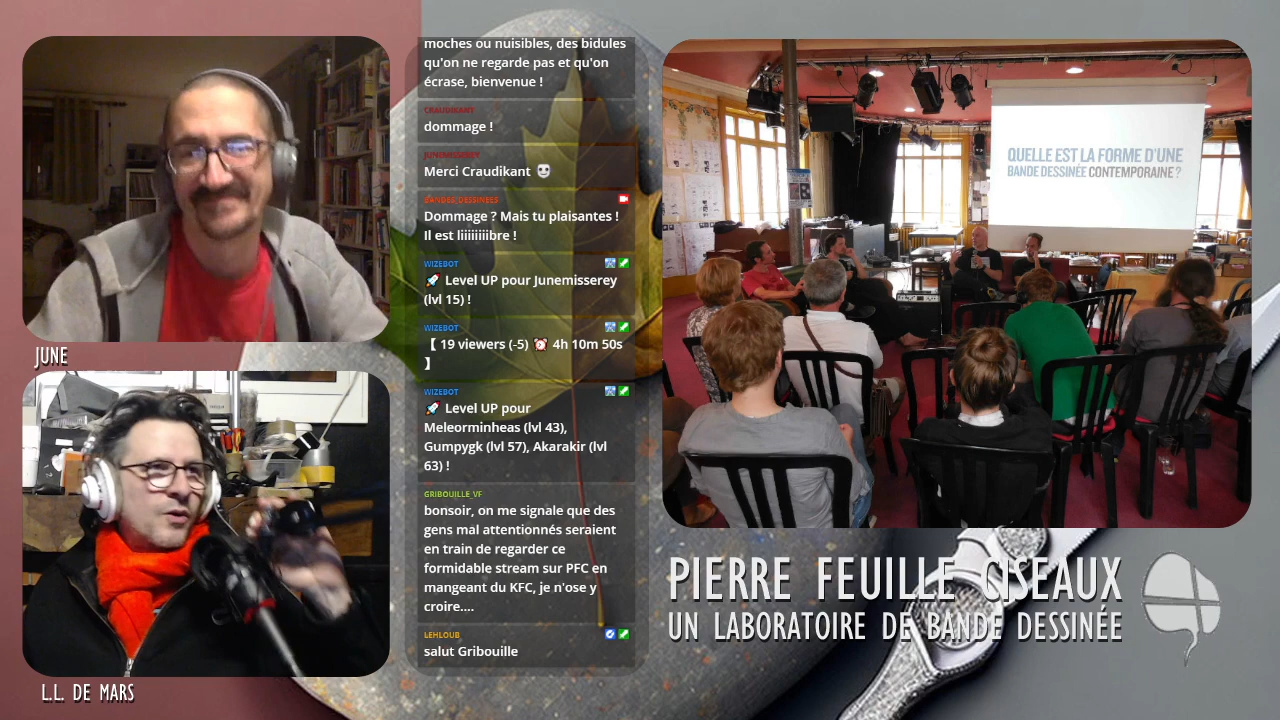 moches ou nuisibles, des bidules
qu'on ne regarde pas et qu'on
écrase, bienvenue !
CRAUDIKANT
dommage !
JUNEMISSEREY
Merci Craudikant
BANDES_DESSINÉES
Dommage ? Mais tu plaisantes !
Il est liiiiiiiibre !
WIZEBOT
🚀 Level UP pour Junemisserey
(lvl 15) !
WIZEBOT
【 19 viewers (-5) ⏰ 4h 10m 50s
】
WIZEBOT
🚀 Level UP pour
Meleorminheas (lvl 43),
Gumpygk (lvl 57), Akarakir (lvl
63) !
GRIBOUILLE_VF
bonsoir, on me signale que des
gens mal attentionnés seraient
en train de regarder ce
formidable stream sur PFC en
mangeant du KFC, je n'ose y
croire....
LEHLOUB
salut Gribouille
JUNE
L.L. DE MARS
QUELLE EST LA FORME D'UNE
BANDE DESSINÉE CONTEMPORAINE ?
PIERRE FEUILLE CISEAUX
UN LABORATOIRE DE BANDE DESSINÉE